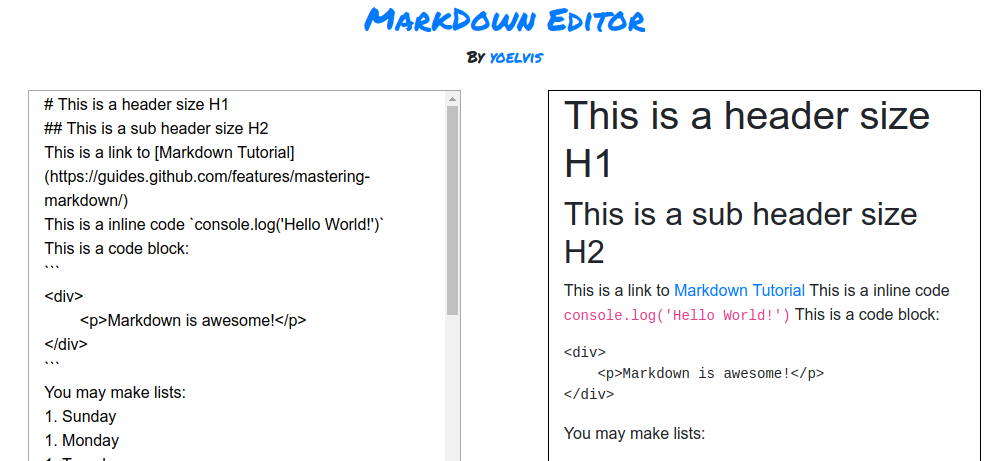 MarkDown Editor
By yoelvis
# This is a header size H1
## This is a sub header size H2
This is a link to [Markdown Tutorial]
(https://guides.github.com/features/mastering-
markdown/)
This is a inline code `console.log('Hello World!')`
This is a code block:
```
<div>
<p>Markdown is awesome!</p>
</div>
```
You may make lists:
1. Sunday
1. Monday
This is a header size
H1
This is a sub header size
H2
This is a link to Markdown Tutorial This is a inline code
console.log('Hello World!') This is a code block:
<div>
<p>Markdown is awesome!</p>
</div>
You may make lists: